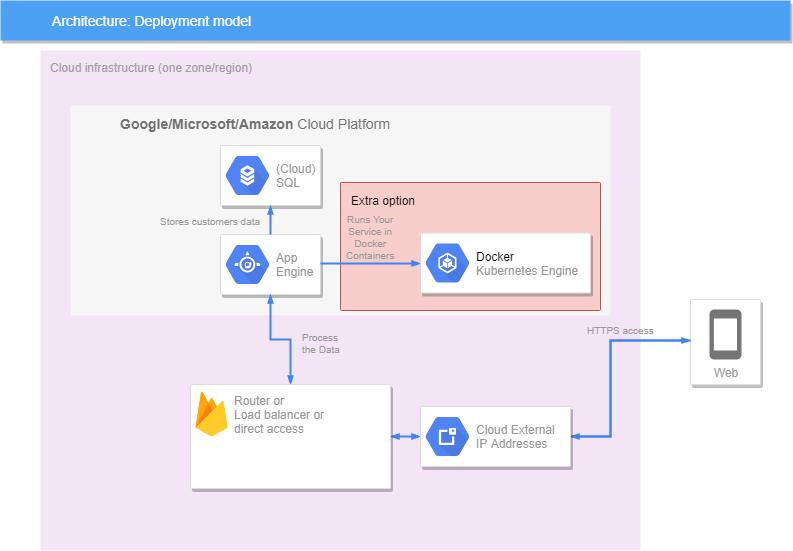 Architecture: Deployment model
Cloud infrastructure (one zone/region)
Google/Microsoft/Amazon Cloud Platform
(Cloud)
SQL
Extra option
Stores customers data
Runs Your
Service in
Docker
Containers
App
Engine
Docker
Kubernetes Engine
HTTPS access
Process
the Data
Web
Router or
Load balancer or
direct access
Cloud External
IP Addresses